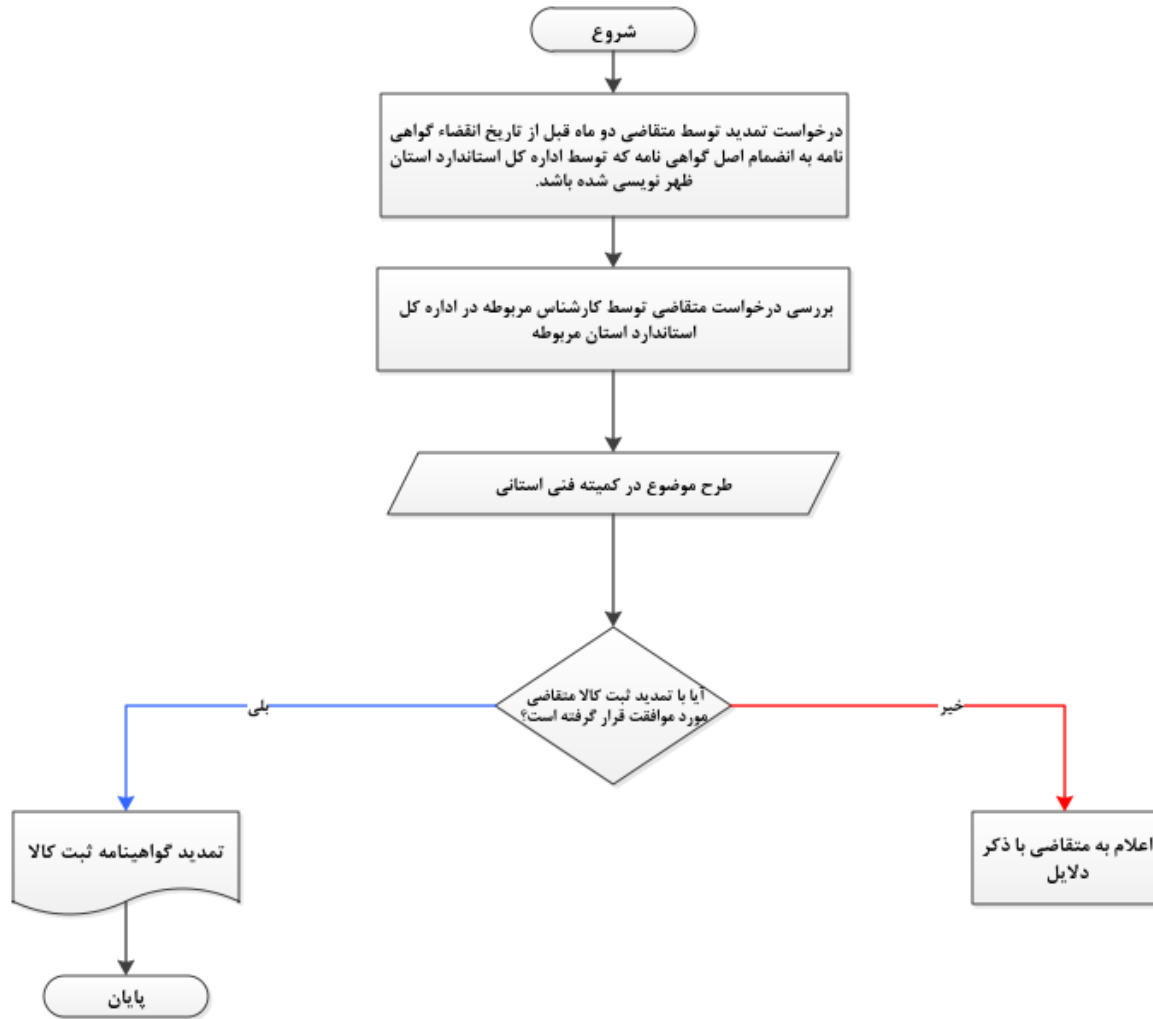 شروع
درخواست تمدید توسط متقاضی دو ماه قبل از تاریخ انقضاء گواهی
نامه به انضمام اصل گواهی نامه که توسط اداره کل استاندارد استان
ظهر نویسی شده باشد.
بررسی درخواست متقاضی توسط کارشناس مربوطه در اداره کل
استاندارد استان مربوطه
طرح موضوع در کمیته فنی استانی
آیا با تمدید ثبت کالا متقاضی
مورد موافقت قرار گرفته است؟
خیر
بلی
اعلام به متقاضی با ذکر
دلایل
تمدید گواهینامه ثبت کالا
پایان